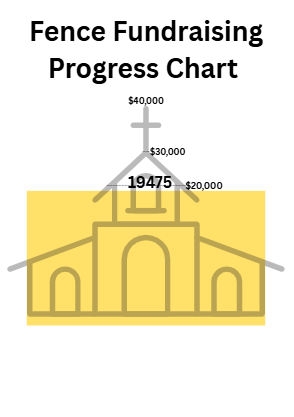 Fence Fundraising
Progress Chart
$40,000
$30,000
19475
$20,000